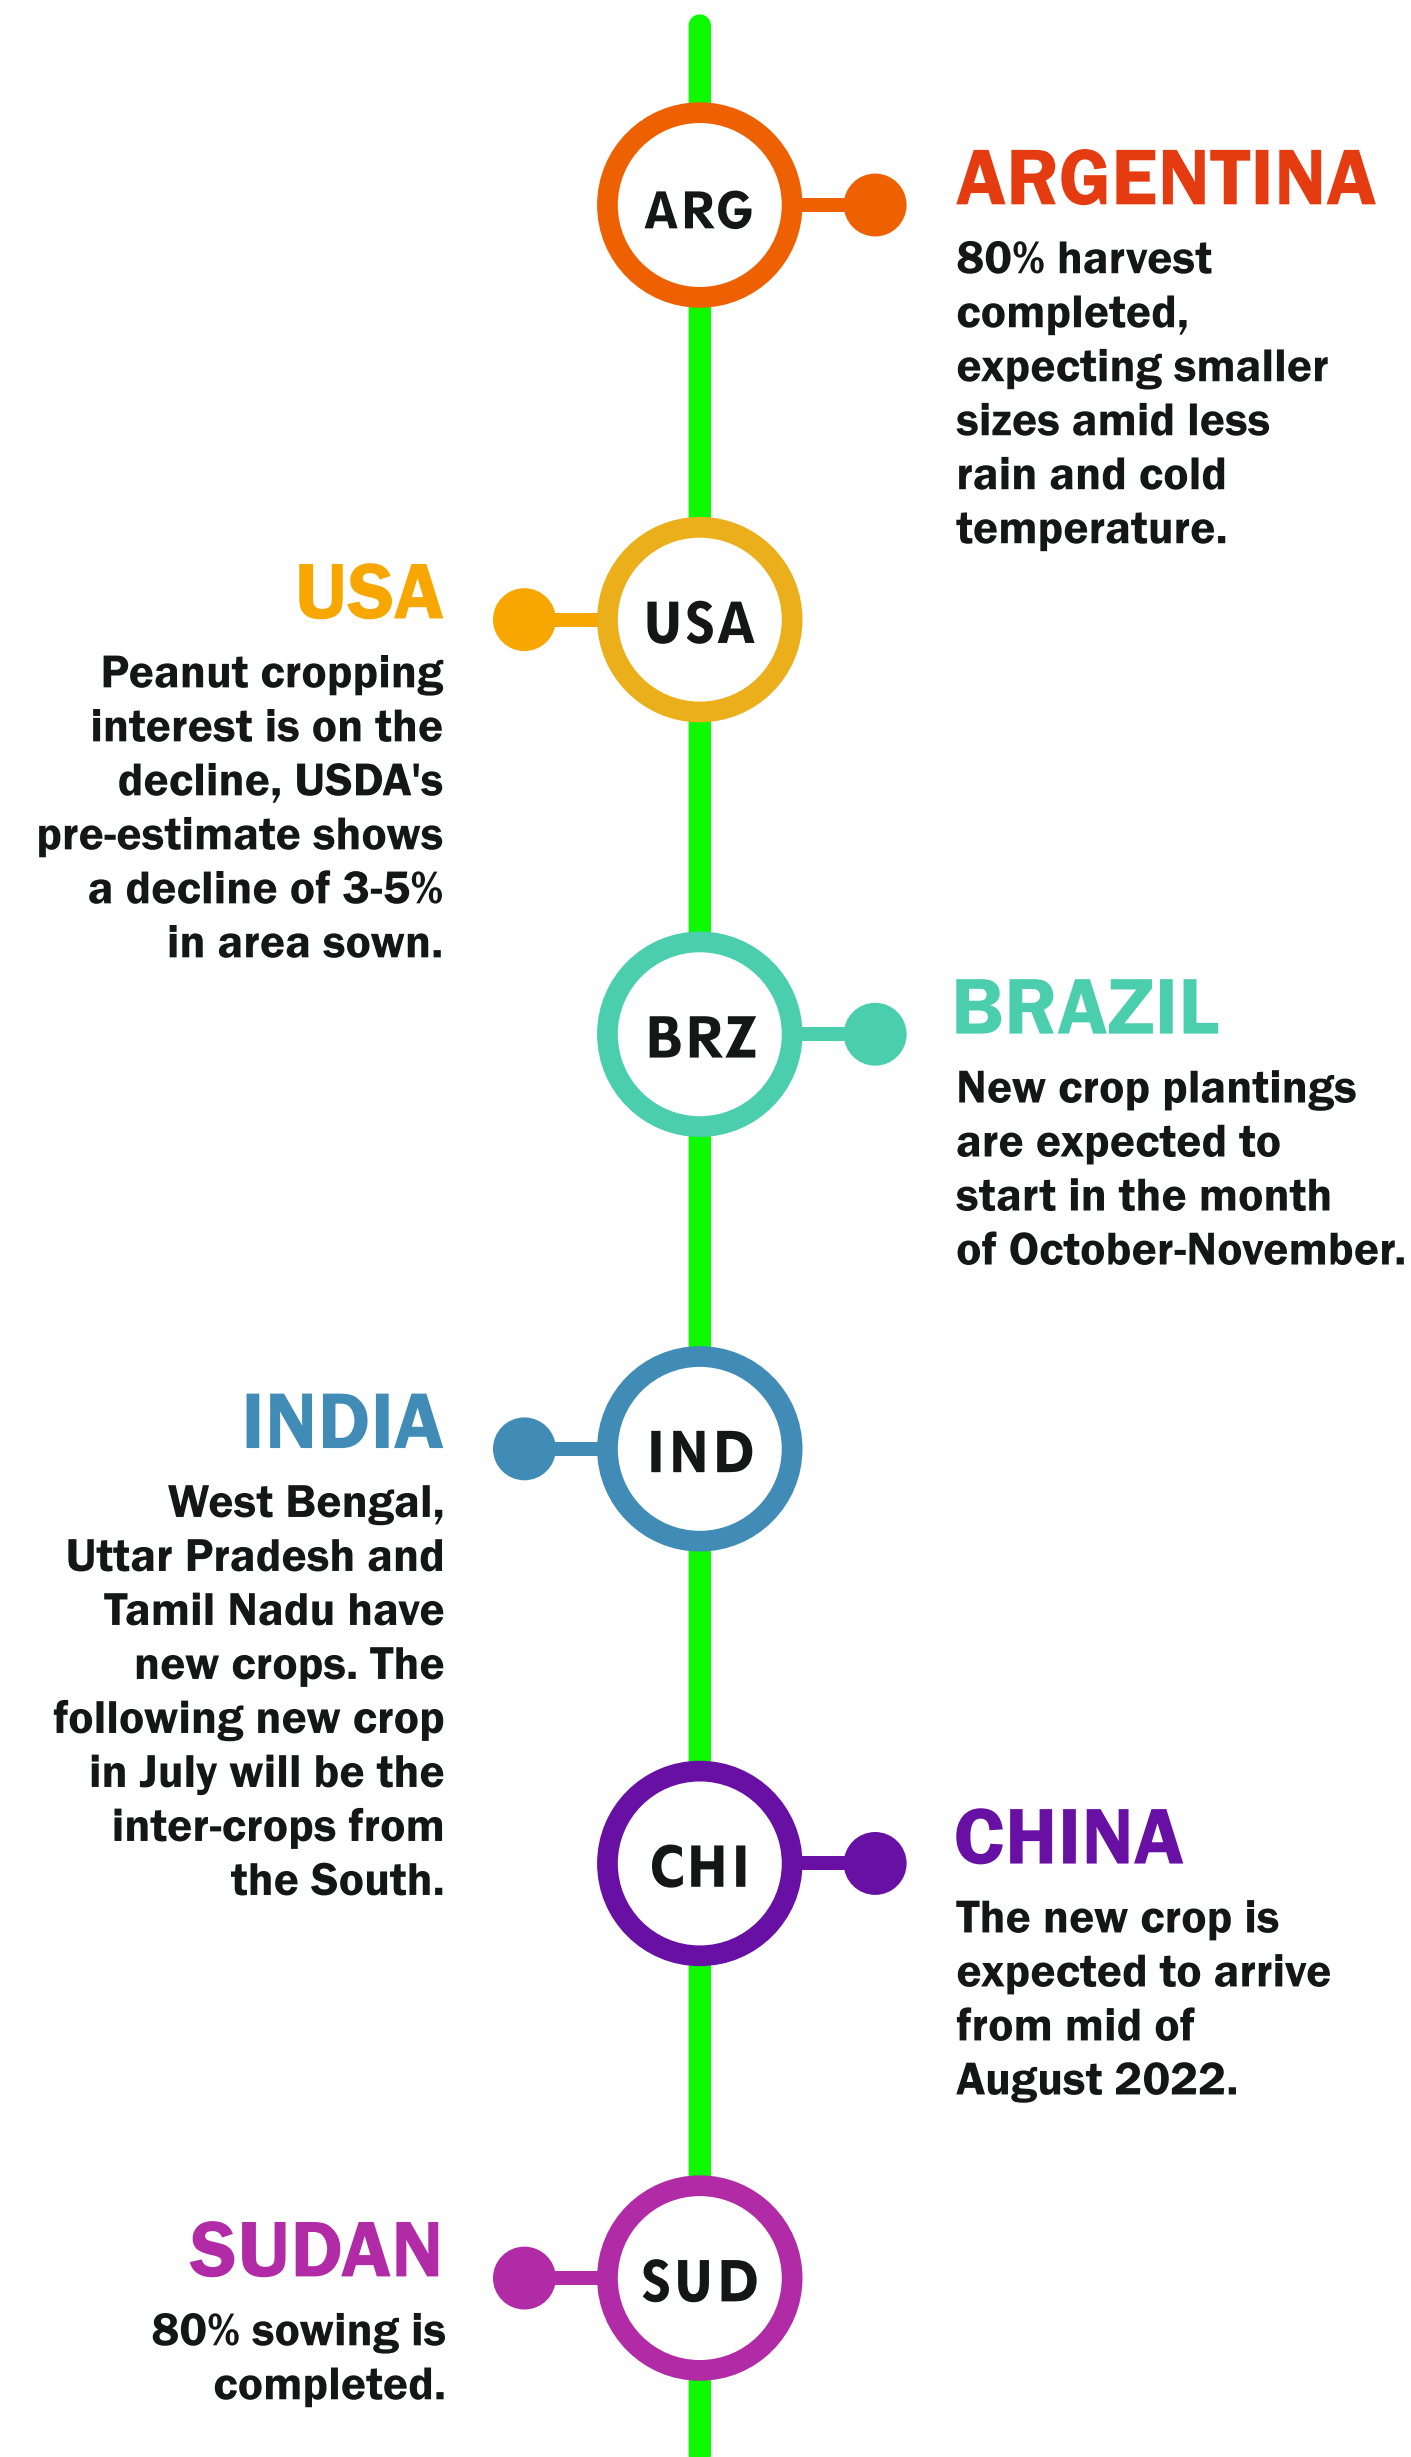 ARG
ARGENTINA
80% harvest
completed,
expecting smaller
sizes amid less
rain and cold
temperature.
USA
USA
Peanut cropping
interest is on the
decline, USDA's
pre-estimate shows
a decline of 3-5%
in area sown.
BRZ
BRAZIL
New crop plantings
are expected to
start in the month
of October-November.
INDIA
IND
West Bengal,
Uttar Pradesh and
Tamil Nadu have
new crops. The
following new crop
in July will be the
inter-crops from
the South.
CHI
CHINA
The new crop is
expected to arrive
from mid of
August 2022.
SUDAN
SUD
80% sowing is
completed.